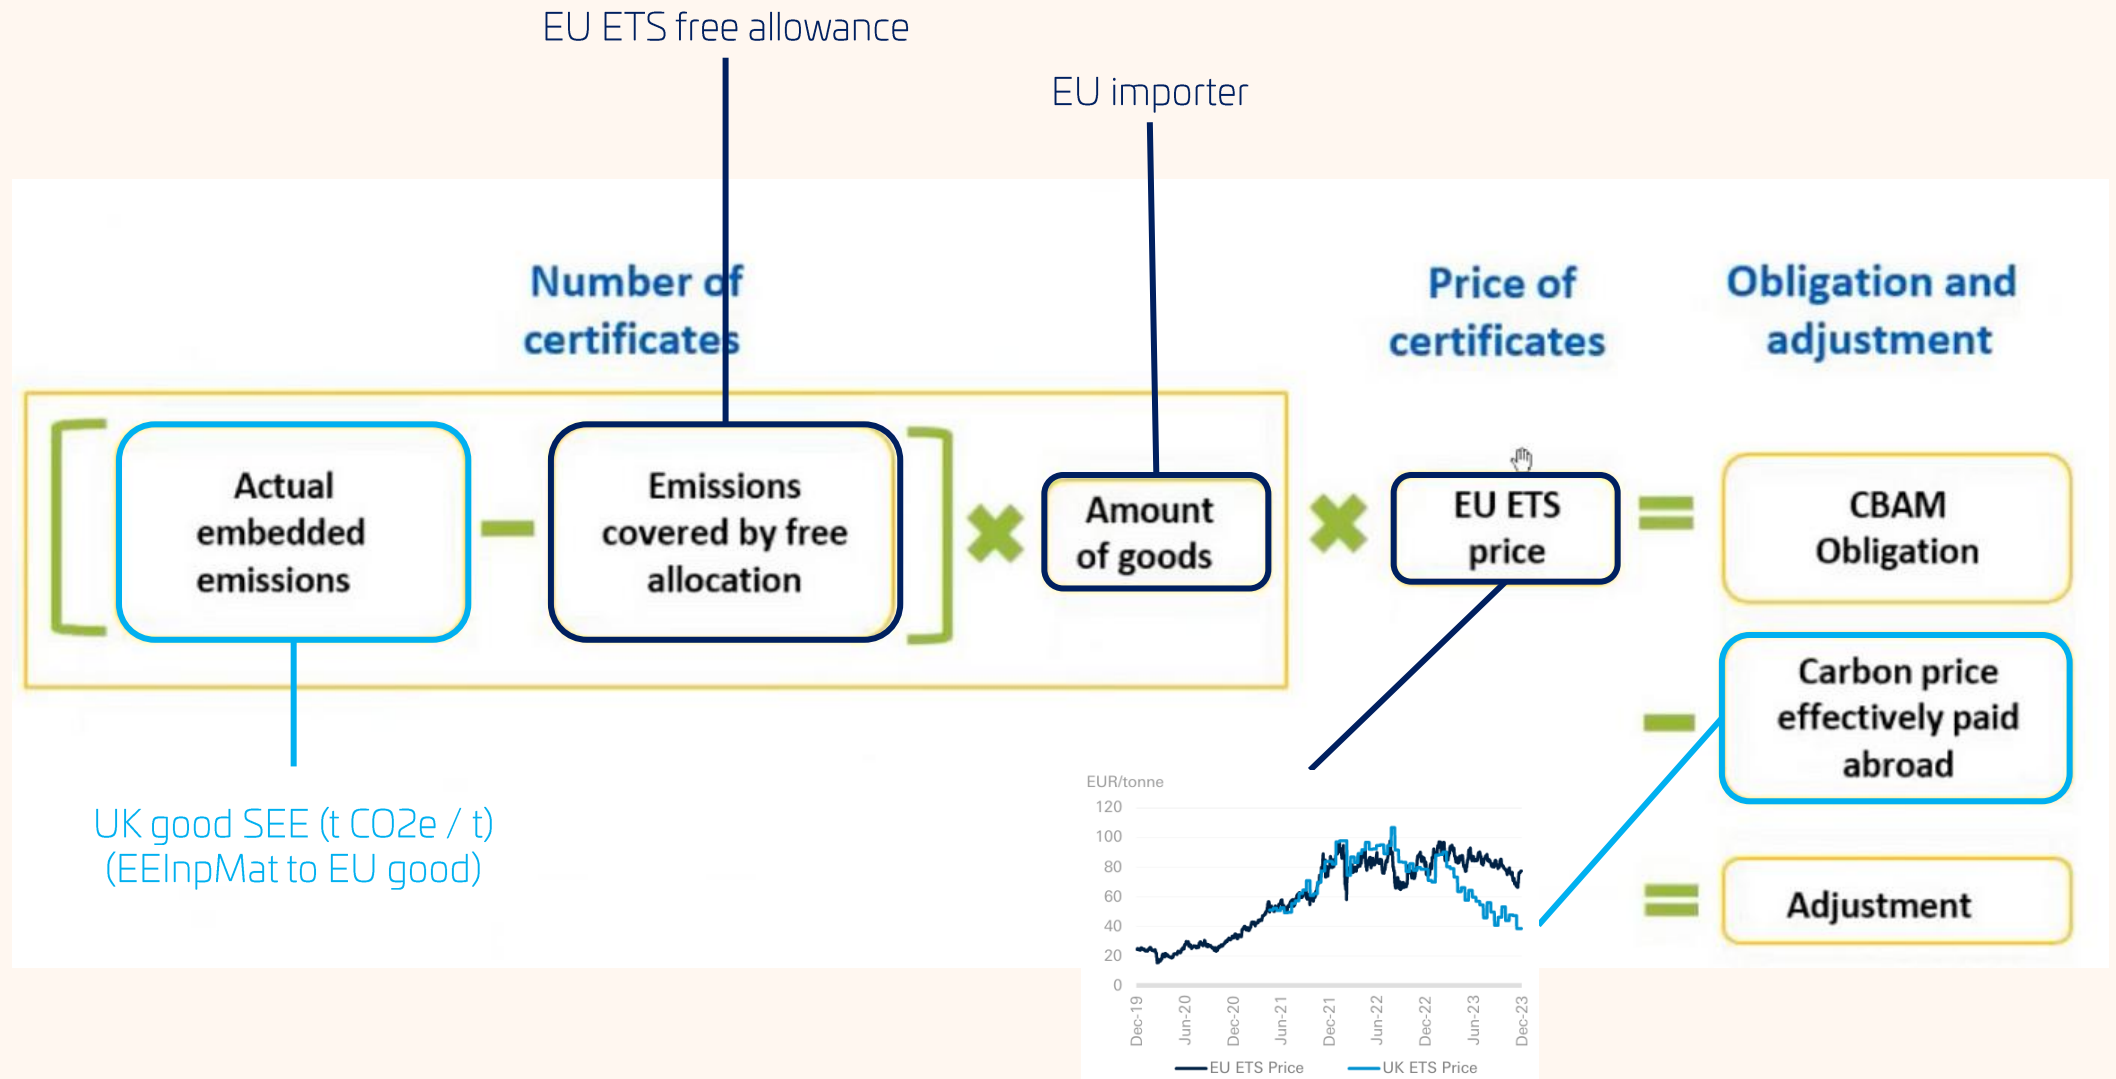 EU ETS free allowance
EU importer
Number of
certificates
Price of
certificates
Obligation and
adjustment
Actual
embedded
emissions
Emissions
covered by free
allocation
Amount
of goods
EU ETS
price
CBAM
Obligation
Carbon price
effectively paid
abroad
Adjustment
UK good SEE (t CO2e / t)
(EEInpMat to EU good)
EUR/tonne
120
100
80
60
40
20
0
Dec-19
Jun-20
Dec-20
Jun-21
Dec-21
Jun-22
Dec-22
Jun-23
Dec-23
EU ETS Price
UK ETS Price